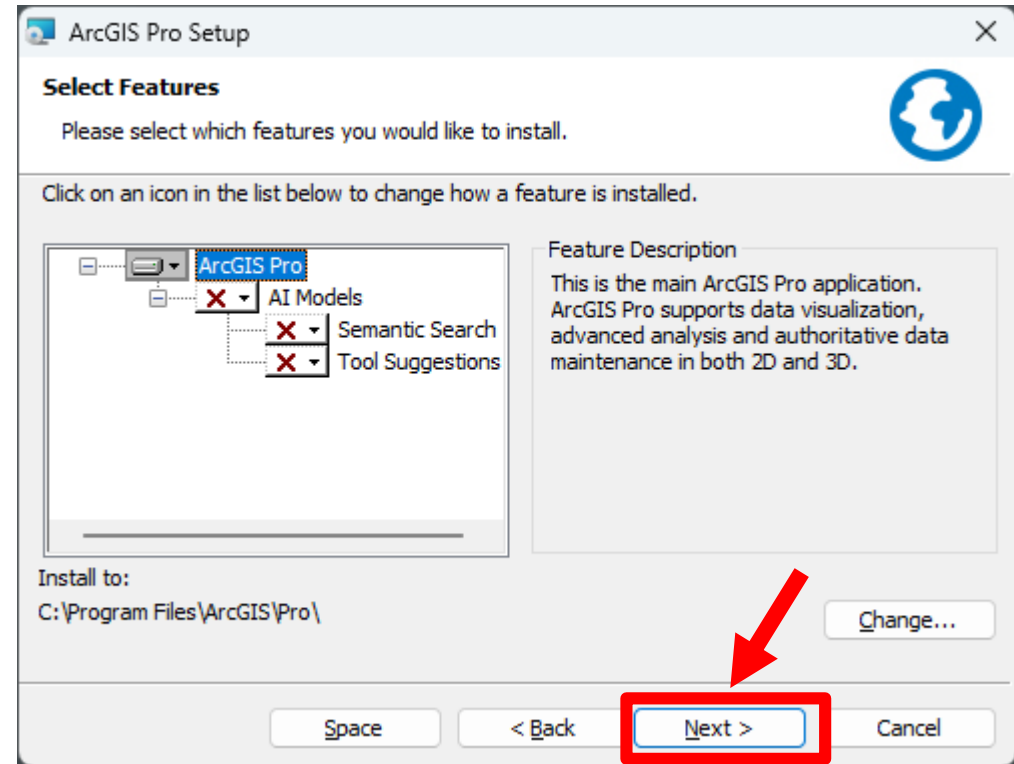 ArcGIS Pro Setup
Select Features
Please select which features you would like to install.
Click on an icon in the list below to change how a feature is installed.
ArcGIS Pro
AI Models
Semantic Search
Tool Suggestions
Feature Description
This is the main ArcGIS Pro application.
ArcGIS Pro supports data visualization,
advanced analysis and authoritative data
maintenance in both 2D and 3D.
Install to:
C:\Program Files\ArcGIS\Pro\
Change...
Space
< Back
Next >
Cancel